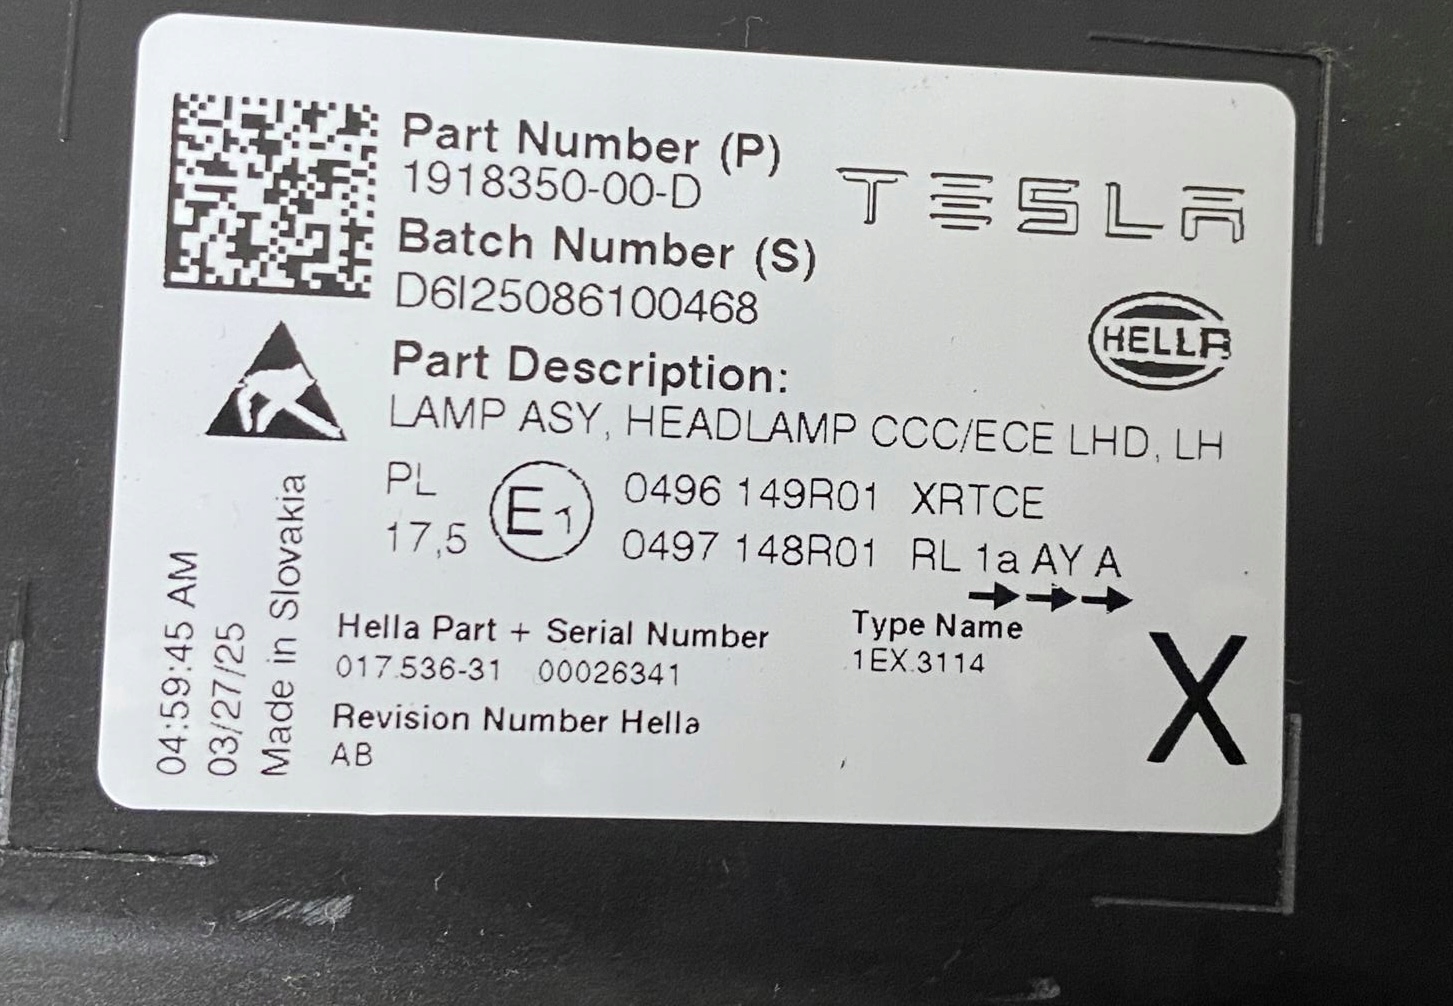 Part Number (P)
1918350-00-D
TESLA
Batch Number (S)
D6I25086100468
HELLA
Part Description:
LAMP ASY, HEADLAMP CCC/ECE LHD, LH
PL
17,5
E1
0496 149R01 XRTCE
0497 148R01 RL 1a AY A
Hella Part + Serial Number
017.536-31 00026341
Type Name
1EX.3114
Revision Number Hella
AB
X
04:59:45 AM
03/27/25
Made in Slovakia